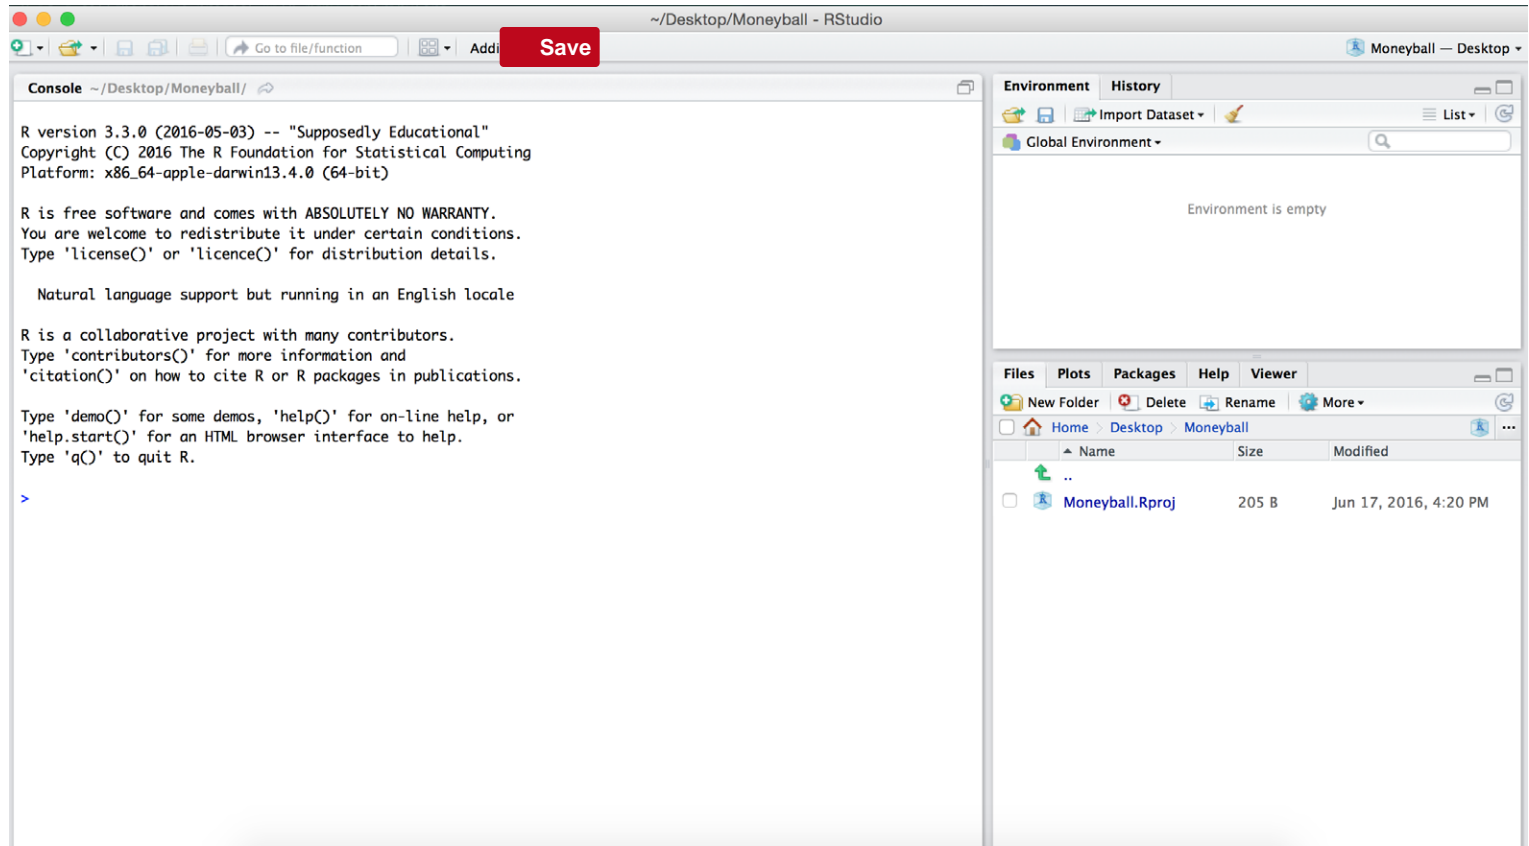 ~/Desktop/Moneyball - RStudio
Go to file/function
Addi
Save
Moneyball — Desktop
Console ~/Desktop/Moneyball/
R version 3.3.0 (2016-05-03) -- "Supposedly Educational"
Copyright (C) 2016 The R Foundation for Statistical Computing
Platform: x86_64-apple-darwin13.4.0 (64-bit)
R is free software and comes with ABSOLUTELY NO WARRANTY.
You are welcome to redistribute it under certain conditions.
Type 'license()' or 'licence()' for distribution details.
Natural language support but running in an English locale
R is a collaborative project with many contributors.
Type 'contributors()' for more information and
'citation()' on how to cite R or R packages in publications.
Type 'demo()' for some demos, 'help()' for on-line help, or
'help.start()' for an HTML browser interface to help.
Type 'q()' to quit R.
>
Environment History
Import Dataset List
Global Environment
Environment is empty
Files Plots Packages Help Viewer
New Folder Delete Rename More
Home Desktop Moneyball ...
Name Size Modified
..
Moneyball.Rproj 205 B Jun 17, 2016, 4:20 PM